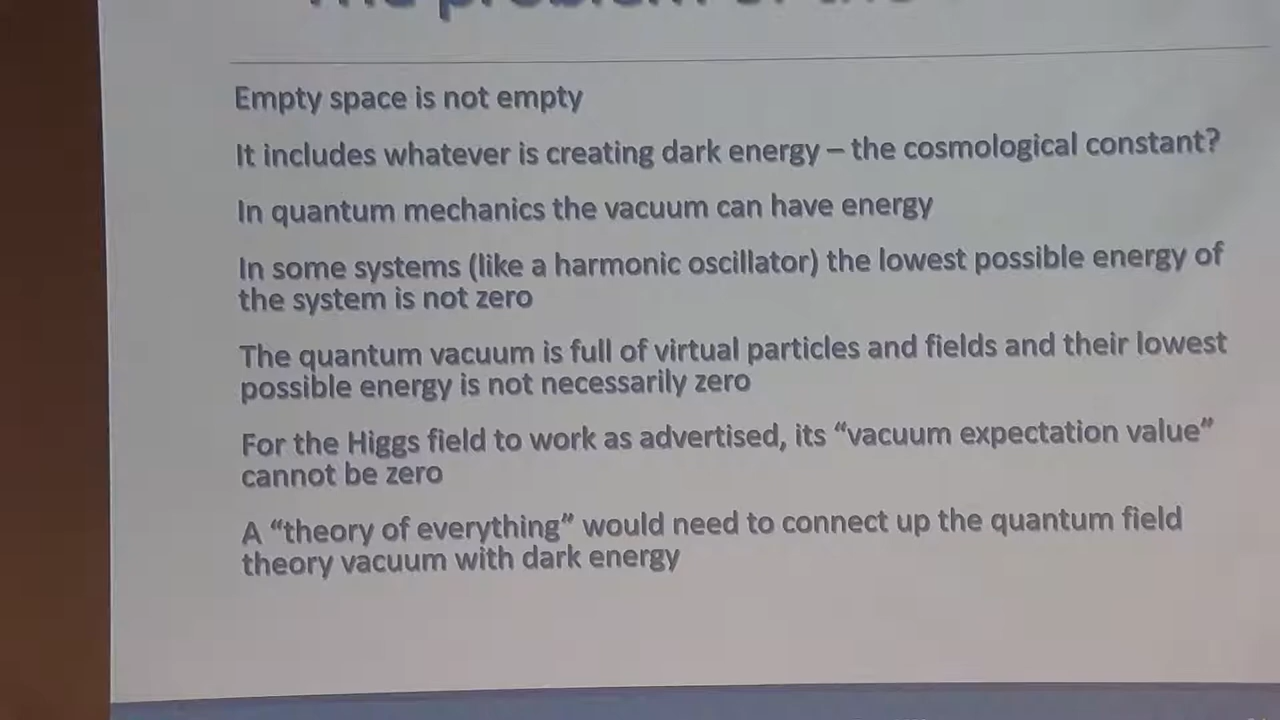 The problem of the
Empty space is not empty
It includes whatever is creating dark energy – the cosmological constant?
In quantum mechanics the vacuum can have energy
In some systems (like a harmonic oscillator) the lowest possible energy of
the system is not zero
The quantum vacuum is full of virtual particles and fields and their lowest
possible energy is not necessarily zero
For the Higgs field to work as advertised, its “vacuum expectation value”
cannot be zero
A “theory of everything” would need to connect up the quantum field
theory vacuum with dark energy